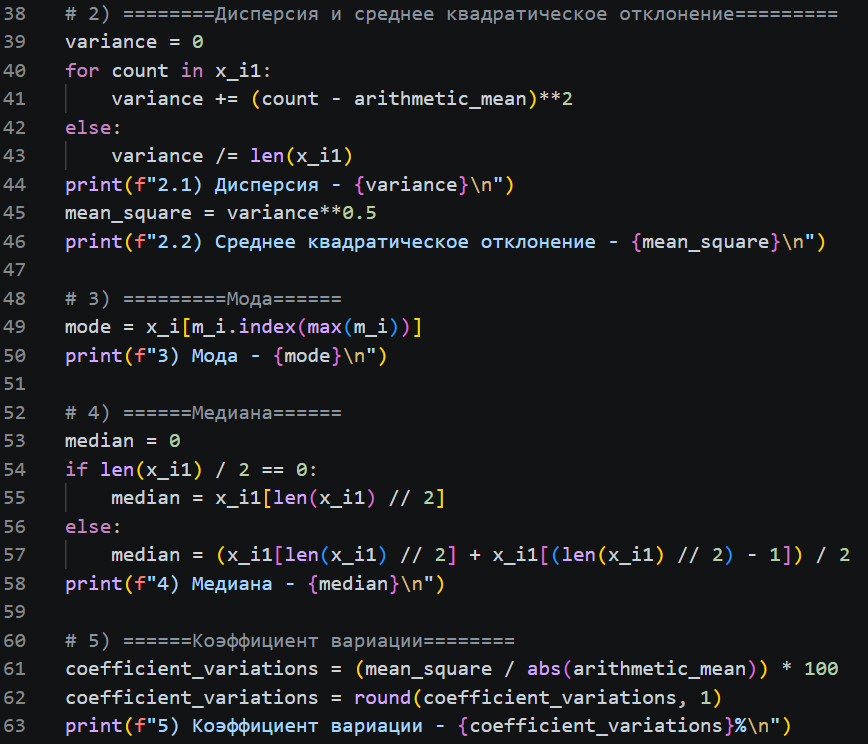 38 # 2) ========Дисперсия и среднее квадратическое отклонение=========
39 variance = 0
40 for count in x_i1:
41     variance += (count - arithmetic_mean)**2
42 else:
43     variance /= len(x_i1)
44 print(f"2.1) Дисперсия - {variance}\n")
45 mean_square = variance**0.5
46 print(f"2.2) Среднее квадратическое отклонение - {mean_square}\n")
47
48 # 3) =========Мода======
49 mode = x_i[m_i.index(max(m_i))]
50 print(f"3) Мода - {mode}\n")
51
52 # 4) ======Медиана======
53 median = 0
54 if len(x_i1) / 2 == 0:
55     median = x_i1[len(x_i1) // 2]
56 else:
57     median = (x_i1[len(x_i1) // 2] + x_i1[(len(x_i1) // 2) - 1]) / 2
58 print(f"4) Медиана - {median}\n")
59
60 # 5) ======Коэффициент вариации========
61 coefficient_variations = (mean_square / abs(arithmetic_mean)) * 100
62 coefficient_variations = round(coefficient_variations, 1)
63 print(f"5) Коэффициент вариации - {coefficient_variations}%\n")